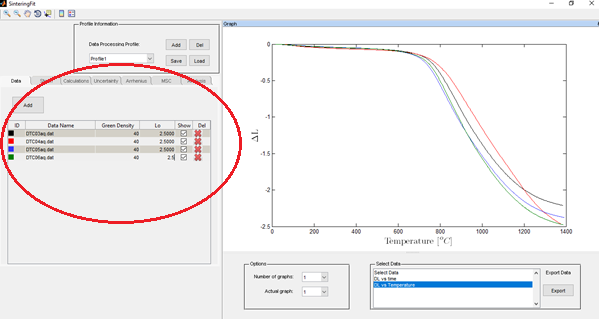 SinteringFit
Profile Information
Data Processing Profile:
Add
Del
Profile1
Save
Load
Data
Calculations
Uncertainty
Arrhenius
MSC
Add
ID
Data Name
Green Density
Lo
Show
Del
DTC03aq.dat
40
2.5000
DTC04aq.dat
40
2.5000
DTC05aq.dat
40
2.5000
DTC06aq.dat
40
2.5
Graph
0
-0.5
-1
-1.5
-2
-2.5
ΔL
0
200
400
600
800
1000
1200
1400
Temperature [°C]
Options
Number of graphs:
1
Actual graph:
1
Select Data
Select Data
DL vs time
DL vs Temperature
Export Data
Export